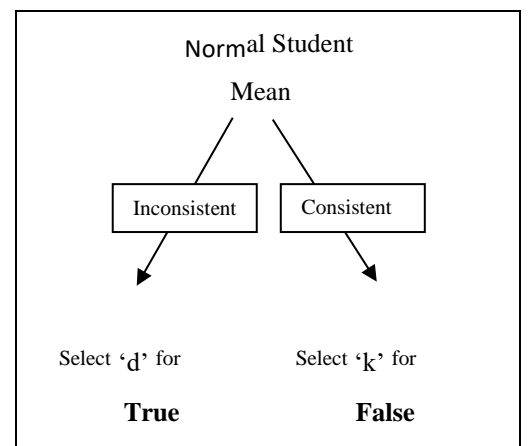 Normal Student
Mean
Inconsistent Consistent
Select ‘d’ for Select ‘k’ for
True False